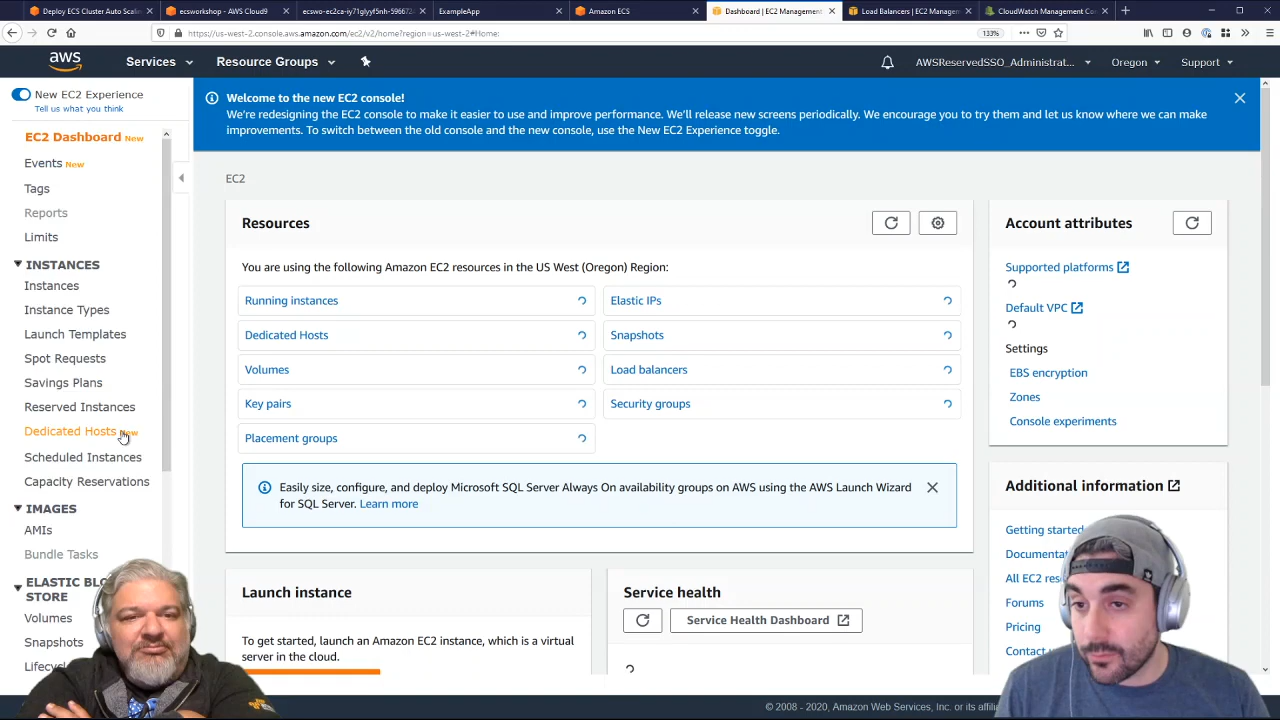 Deploy ECS Cluster Auto Scali
ecsworkshop - AWS Cloud9
ExampleApp
Amazon ECS
Dashboard | EC2 Management
Load Balancers | EC2 Managem
CloudWatch Management Co
https://us-west-2.console.aws.amazon.com/ec2/v2/home?region=us-west-2#Home:
133%
aws
Services
Resource Groups
AWSReservedSSO_Administrat...
Oregon
Support
New EC2 Experience
Tell us what you think
EC2 Dashboard New
Events New
Tags
Reports
Limits
INSTANCES
Instances
Instance Types
Launch Templates
Spot Requests
Savings Plans
Reserved Instances
Dedicated Hosts New
Scheduled Instances
Capacity Reservations
IMAGES
AMIs
Bundle Tasks
ELASTIC BLO
STORE
Volumes
Snapshots
Lifecycl
Welcome to the new EC2 console!
We're redesigning the EC2 console to make it easier to use and improve performance. We'll release new screens periodically. We encourage you to try them and let us know where we can make
improvements. To switch between the old console and the new console, use the New EC2 Experience toggle.
EC2
Resources
You are using the following Amazon EC2 resources in the US West (Oregon) Region:
Running instances
Elastic IPs
Dedicated Hosts
Snapshots
Volumes
Load balancers
Key pairs
Security groups
Placement groups
Easily size, configure, and deploy Microsoft SQL Server Always On availability groups on AWS using the AWS Launch Wizard
for SQL Server. Learn more
Launch instance
To get started, launch an Amazon EC2 instance, which is a virtual
server in the cloud.
Service health
Service Health Dashboard
Account attributes
Supported platforms
Default VPC
Settings
EBS encryption
Zones
Console experiments
Additional information
Getting started
Documentat
All EC2 res
Forums
Pricing
Contact
© 2008 - 2020, Amazon Web Services, Inc. or its affili